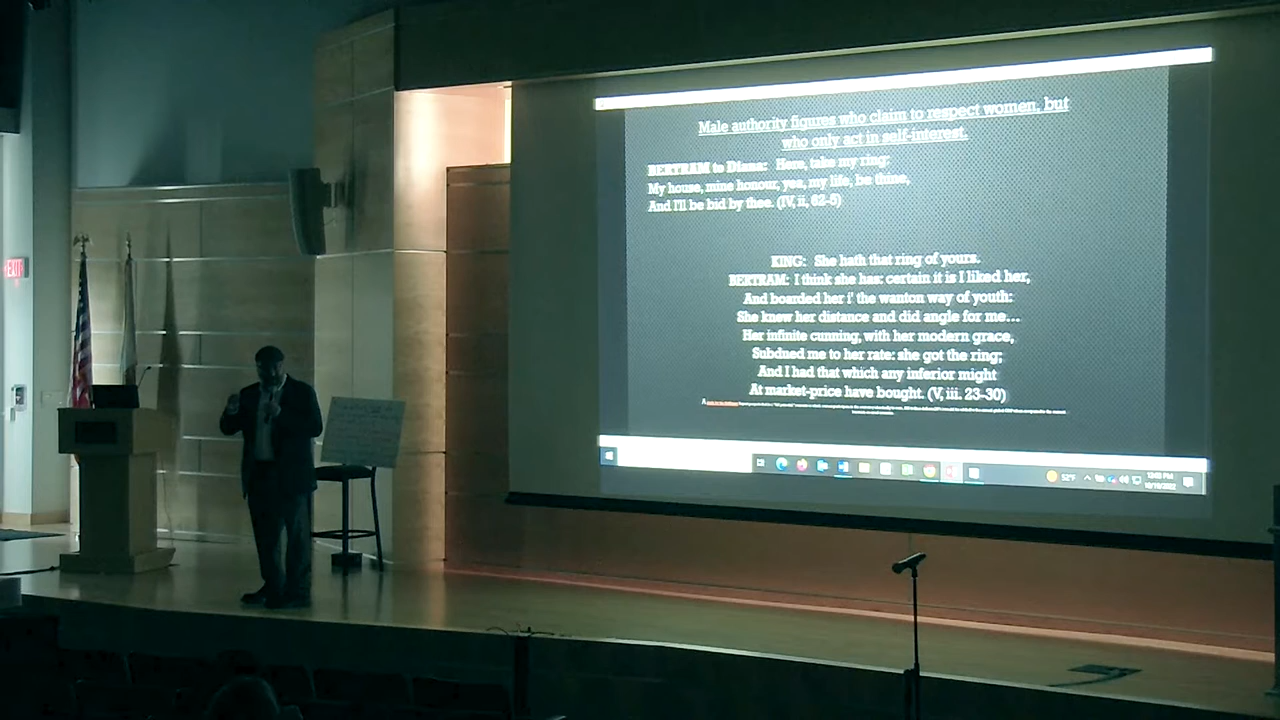 EXIT
Male authority figures who claim to respect women, but
who only act in self-interest.
BERTRAM to Diana: Here, take my ring:
My house, mine honour, yea, my life, be thine,
And I'll be bid by thee. (IV, ii, 62-5)
KING: She hath that ring of yours.
BERTRAM: I think she has: certain it is I liked her,
And boarded her i' the wanton way of youth:
She knew her distance and did angle for me...
Her infinite cunning, with her modern grace,
Subdued me to her rate: she got the ring;
And I had that which any inferior might
At market-price have bought. (V, iii. 23-30)
52°F